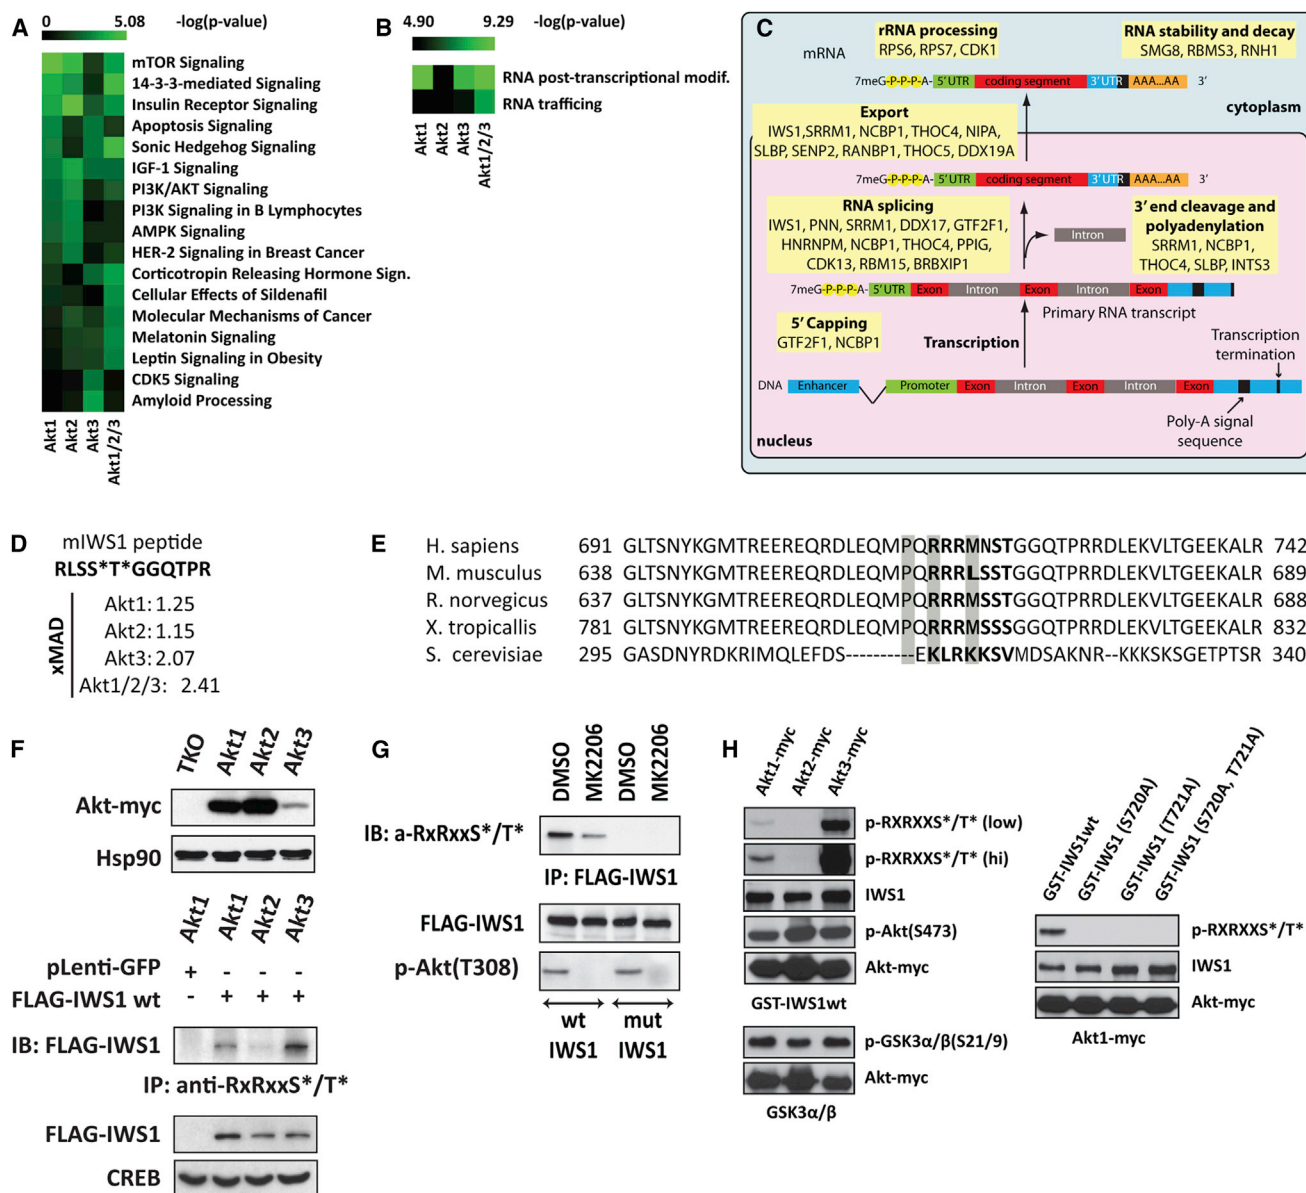 A
0 5.08 -log(p-value)
mTOR Signaling
14-3-3-mediated Signaling
Insulin Receptor Signaling
Apoptosis Signaling
Sonic Hedgehog Signaling
IGF-1 Signaling
PI3K/AKT Signaling
PI3K Signaling in B Lymphocytes
AMPK Signaling
HER-2 Signaling in Breast Cancer
Corticotropin Releasing Hormone Sign.
Cellular Effects of Sildenafil
Molecular Mechanisms of Cancer
Melatonin Signaling
Leptin Signaling in Obesity
CDK5 Signaling
Amyloid Processing
Akt1 Akt2 Akt3 Akt1/2/3
B
4.90 9.29 -log(p-value)
RNA post-transcriptional modif.
RNA trafficing
Akt1 Akt2 Akt3 Akt1/2/3
C
mRNA
rRNA processing
RPS6, RPS7, CDK1
RNA stability and decay
SMG8, RBMS3, RNH1
7meG-P-P-P-A- 5'UTR coding segment 3'UTR AAA...AA 3'
cytoplasm
Export
IWS1,SRRM1, NCBP1, THOC4, NIPA,
SLBP, SENP2, RANBP1, THOC5, DDX19A
7meG-P-P-P-A- 5'UTR coding segment 3'UTR AAA...AA 3'
RNA splicing
IWS1, PNN, SRRM1, DDX17, GTF2F1,
HNRNPM, NCBP1, THOC4, PPIG,
CDK13, RBM15, BRBXIP1
Intron
3' end cleavage and
polyadenylation
SRRM1, NCBP1,
THOC4, SLBP, INTS3
7meG-P-P-P-A- 5'UTR Exon Intron Exon Intron Exon
Primary RNA transcript
5' Capping
GTF2F1, NCBP1
Transcription
Transcription
termination
DNA Enhancer Promoter Exon Intron Exon Intron Exon
Poly-A signal
sequence
nucleus
D
mIWS1 peptide
RLSS*T*GGQTPR
xMAD
Akt1: 1.25
Akt2: 1.15
Akt3: 2.07
Akt1/2/3: 2.41
E
H. sapiens 691 GLTSNYKGMTREEREQRDLEQMPQRRRMNSTGGQTPRRDLEKVLTGEEKALR 742
M. musculus 638 GLTSNYKGMTREEREQRDLEQMPQRRRLSSTGGQTPRRDLEKVLTGEEKALR 689
R. norvegicus 637 GLTSNYKGMTREEREQRDLEQMPQRRRMSSTGGQTPRRDLEKVLTGEEKALR 688
X. tropicallis 781 GLTSNYKGMTREEREQRDLEQMPQRRRMSSSGGQTPRRDLEKVLTGEEKALR 832
S. cerevisiae 295 GASDNYRDKRIMQLEFDS----------EKLRKKSVMDSAKNR--KKKSKSGETPTSR 340
F
TKO Akt1 Akt2 Akt3
Akt-myc
Hsp90
Akt1 Akt1 Akt2 Akt3
pLenti-GFP + - - -
FLAG-IWS1 wt - + + +
IB: FLAG-IWS1
IP: anti-RxRxxS*/T*
FLAG-IWS1
CREB
G
DMSO MK2206 DMSO MK2206
IB: a-RxRxxS*/T*
IP: FLAG-IWS1
FLAG-IWS1
p-Akt(T308)
wt IWS1
mut IWS1
H
Akt1-myc Akt2-myc Akt3-myc
p-RXRXXS*/T* (low)
p-RXRXXS*/T* (hi)
IWS1
p-Akt(S473)
Akt-myc
GST-IWS1wt
p-GSK3α/β(S21/9)
Akt-myc
GSK3α/β
GST-IWS1wt GST-IWS1 (S720A) GST-IWS1 (T721A) GST-IWS1 (S720A, T721A)
p-RXRXXS*/T*
IWS1
Akt-myc
Akt1-myc